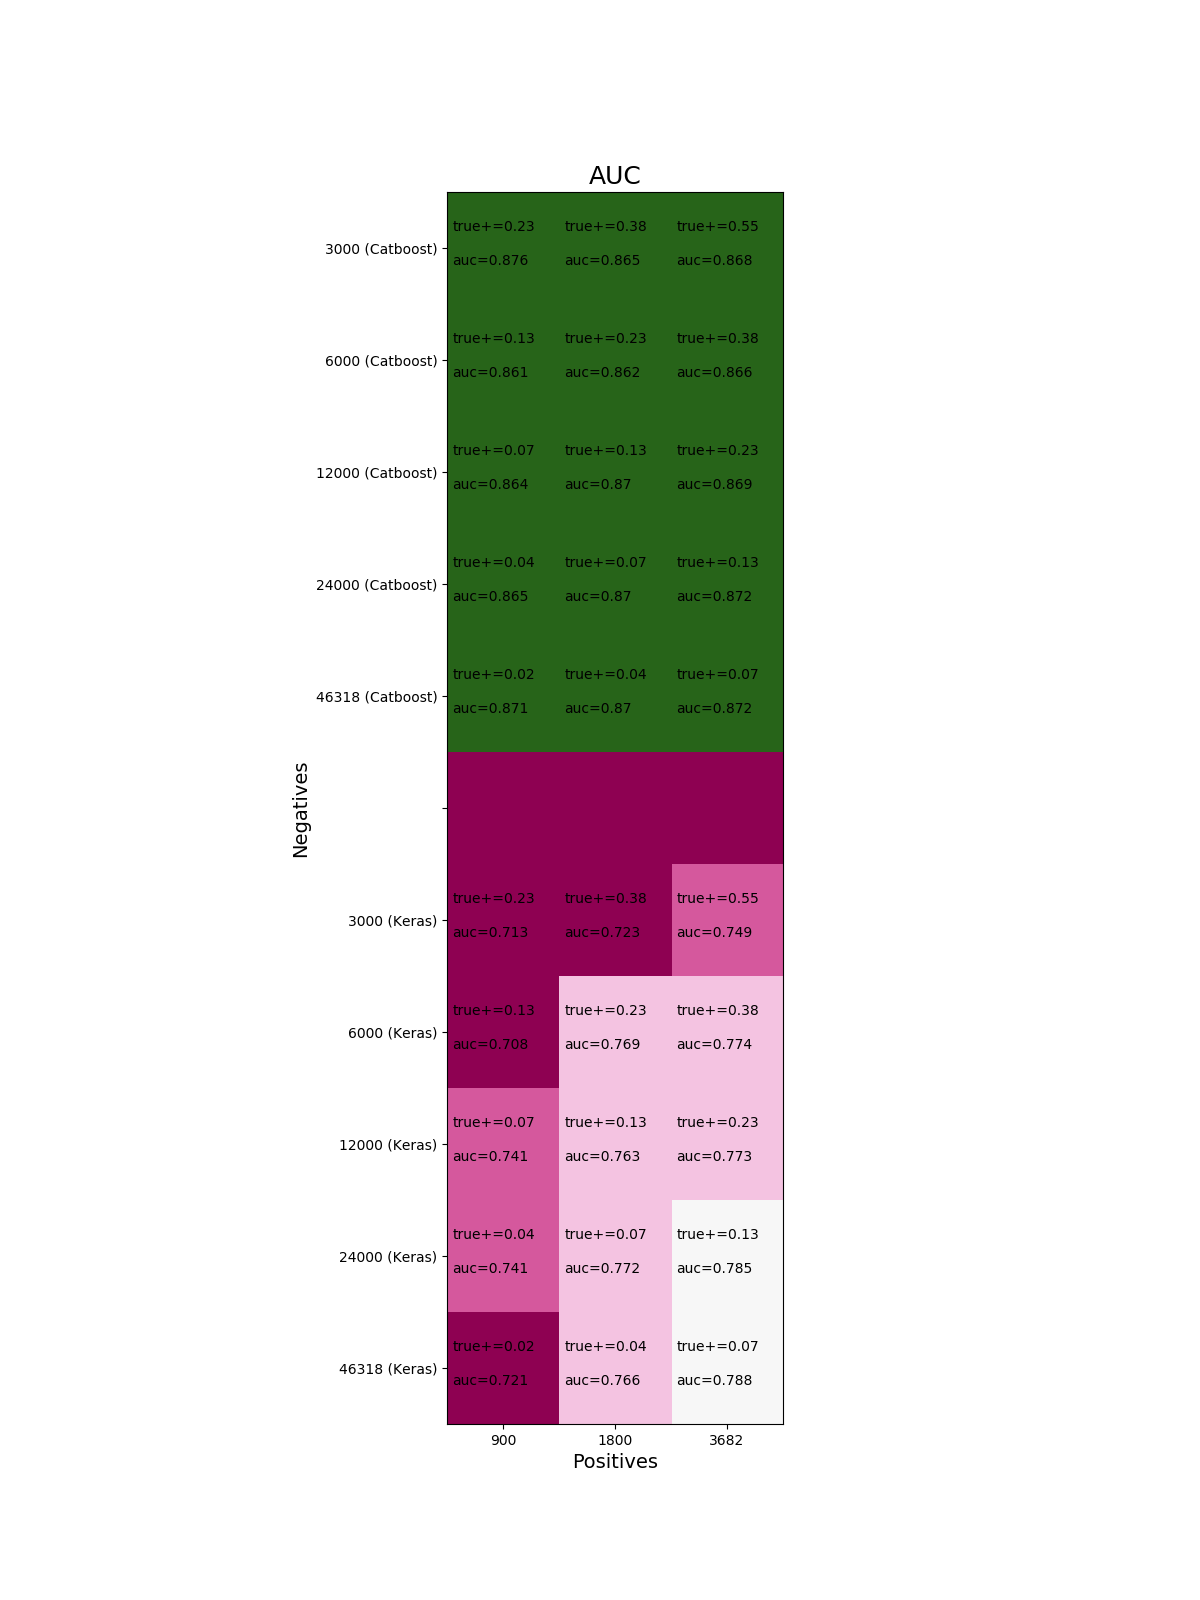 AUC
3000 (Catboost) true+=0.23 true+=0.38 true+=0.55
auc=0.876 auc=0.865 auc=0.868
6000 (Catboost) true+=0.13 true+=0.23 true+=0.38
auc=0.861 auc=0.862 auc=0.866
12000 (Catboost) true+=0.07 true+=0.13 true+=0.23
auc=0.864 auc=0.87 auc=0.869
24000 (Catboost) true+=0.04 true+=0.07 true+=0.13
auc=0.865 auc=0.87 auc=0.872
46318 (Catboost) true+=0.02 true+=0.04 true+=0.07
auc=0.871 auc=0.87 auc=0.872
Negatives
3000 (Keras) true+=0.23 true+=0.38 true+=0.55
auc=0.713 auc=0.723 auc=0.749
6000 (Keras) true+=0.13 true+=0.23 true+=0.38
auc=0.708 auc=0.769 auc=0.774
12000 (Keras) true+=0.07 true+=0.13 true+=0.23
auc=0.741 auc=0.763 auc=0.773
24000 (Keras) true+=0.04 true+=0.07 true+=0.13
auc=0.741 auc=0.772 auc=0.785
46318 (Keras) true+=0.02 true+=0.04 true+=0.07
auc=0.721 auc=0.766 auc=0.788
900 1800 3682
Positives